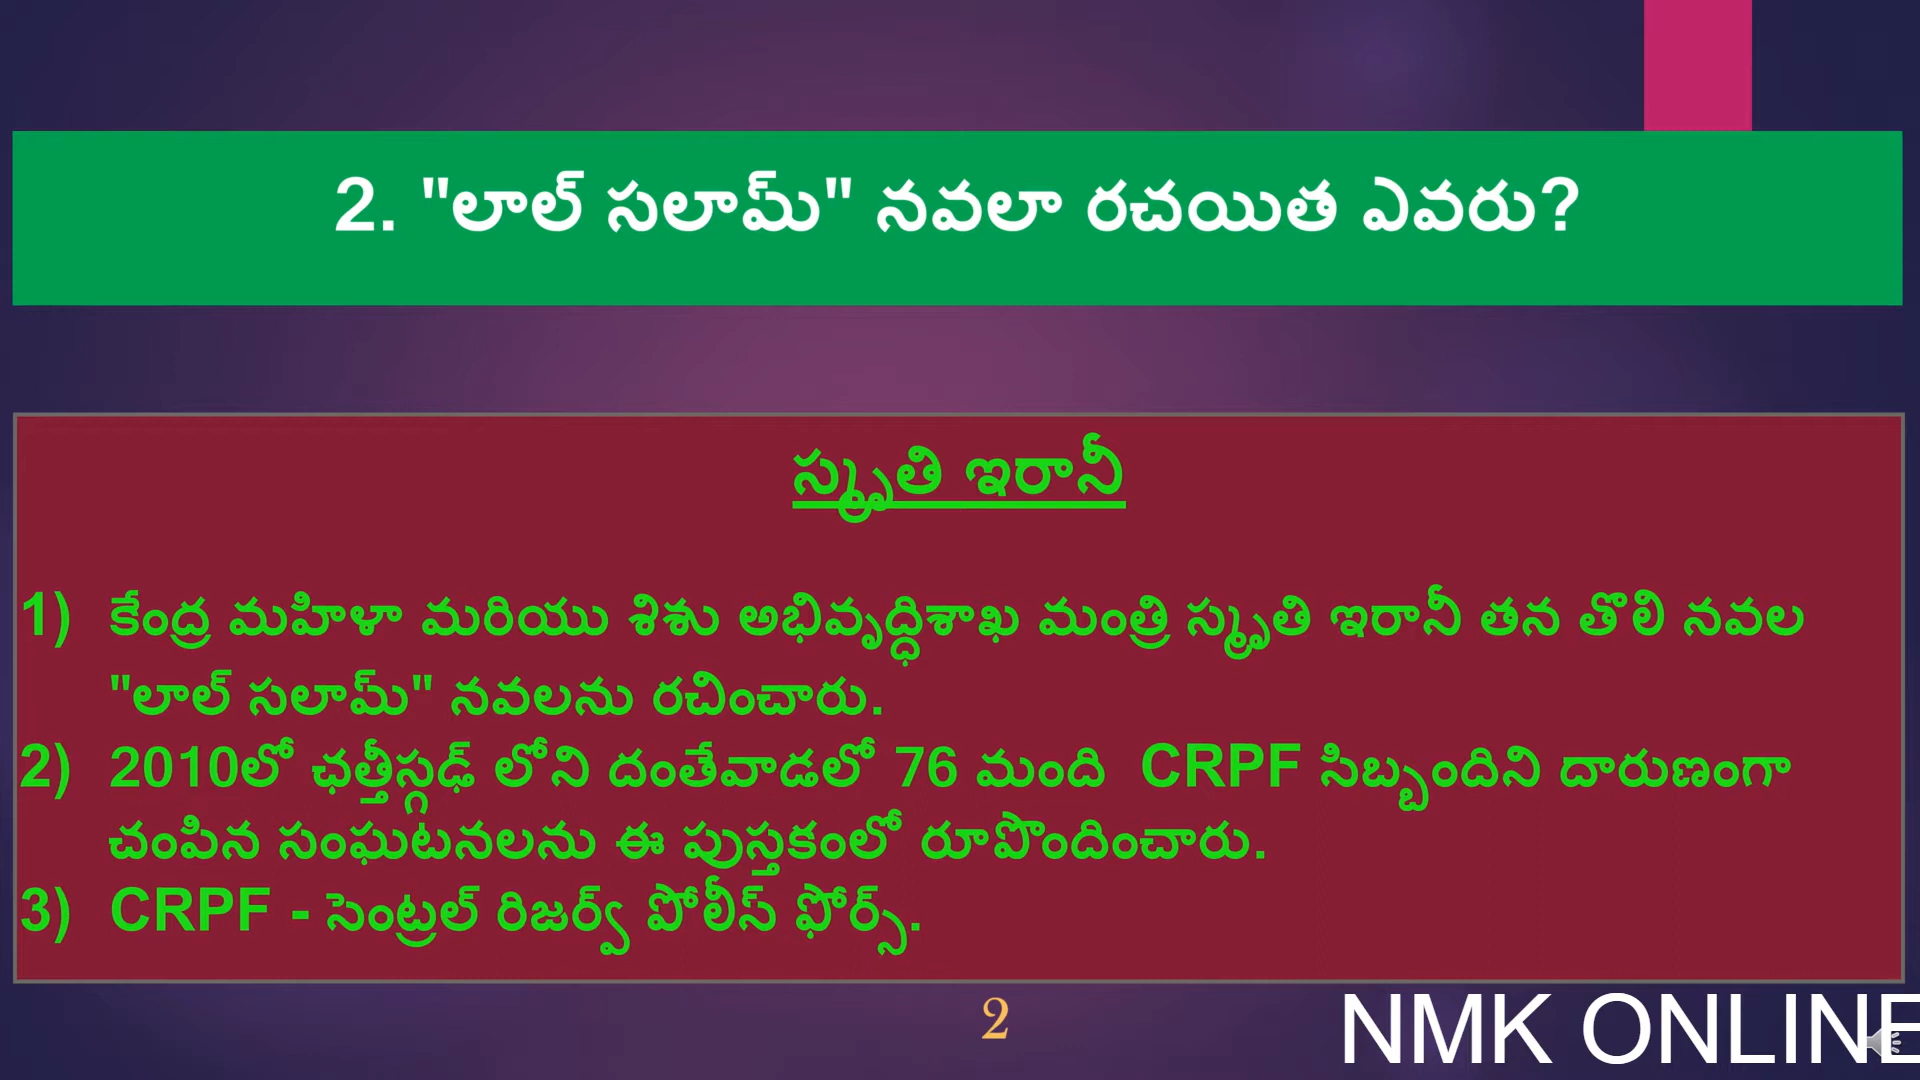 2. "లాల్ సలామ్" నవలా రచయిత ఎవరు?
స్మృతి ఇరానీ
1) కేంద్ర మహిళా మరియు శిశు అభివృద్ధిశాఖ మంత్రి స్మృతి ఇరానీ తన తొలి నవల
"లాల్ సలామ్" నవలను రచించారు.
2) 2010లో ఛత్తీస్గఢ్ లోని దంతేవాడలో 76 మంది CRPF సిబ్బందిని దారుణంగా
చంపిన సంఘటనలను ఈ పుస్తకంలో రూపొందించారు.
3) CRPF - సెంట్రల్ రిజర్వ్ పోలీస్ ఫోర్స్.
2
NMK ONLINE